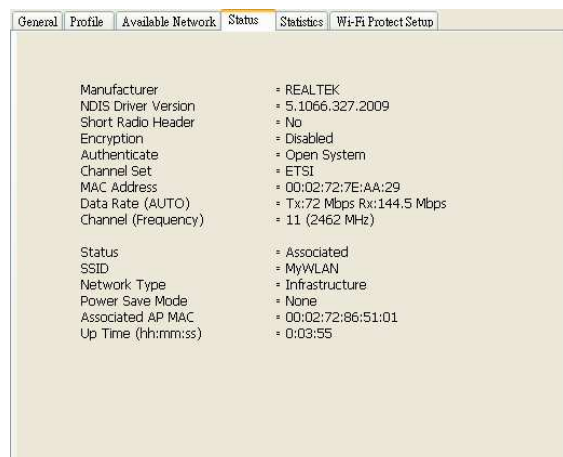 General Profile Available Network Status Statistics Wi-Fi Protect Setup
Manufacturer = REALTEK
NDIS Driver Version = 5.1066.327.2009
Short Radio Header = No
Encryption = Disabled
Authenticate = Open System
Channel Set = ETSI
MAC Address = 00:02:72:7E:AA:29
Data Rate (AUTO) = Tx:72 Mbps Rx:144.5 Mbps
Channel (Frequency) = 11 (2462 MHz)
Status = Associated
SSID = MyWLAN
Network Type = Infrastructure
Power Save Mode = None
Associated AP MAC = 00:02:72:86:51:01
Up Time (hh:mm:ss) = 0:03:55